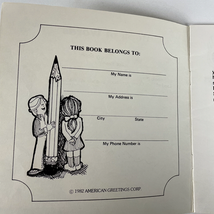 THIS BOOK BELONGS TO:
My Name is
My Address is
City State
My Phone Number is
© 1982 AMERICAN GREETINGS CORP.